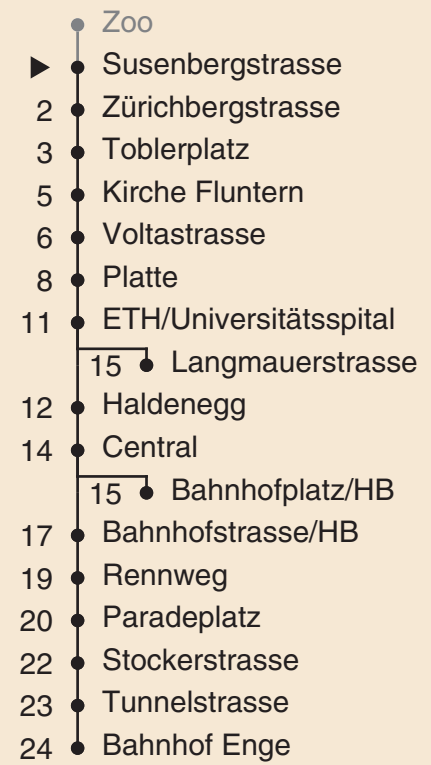 Zoo
Susenbergstrasse
2 Zürichbergstrasse
3 Toblerplatz
5 Kirche Fluntern
6 Voltastrasse
8 Platte
11 ETH/Universitätsspital
15 Langmauerstrasse
12 Haldenegg
14 Central
15 Bahnhofplatz/HB
17 Bahnhofstrasse/HB
19 Rennweg
20 Paradeplatz
22 Stockerstrasse
23 Tunnelstrasse
24 Bahnhof Enge